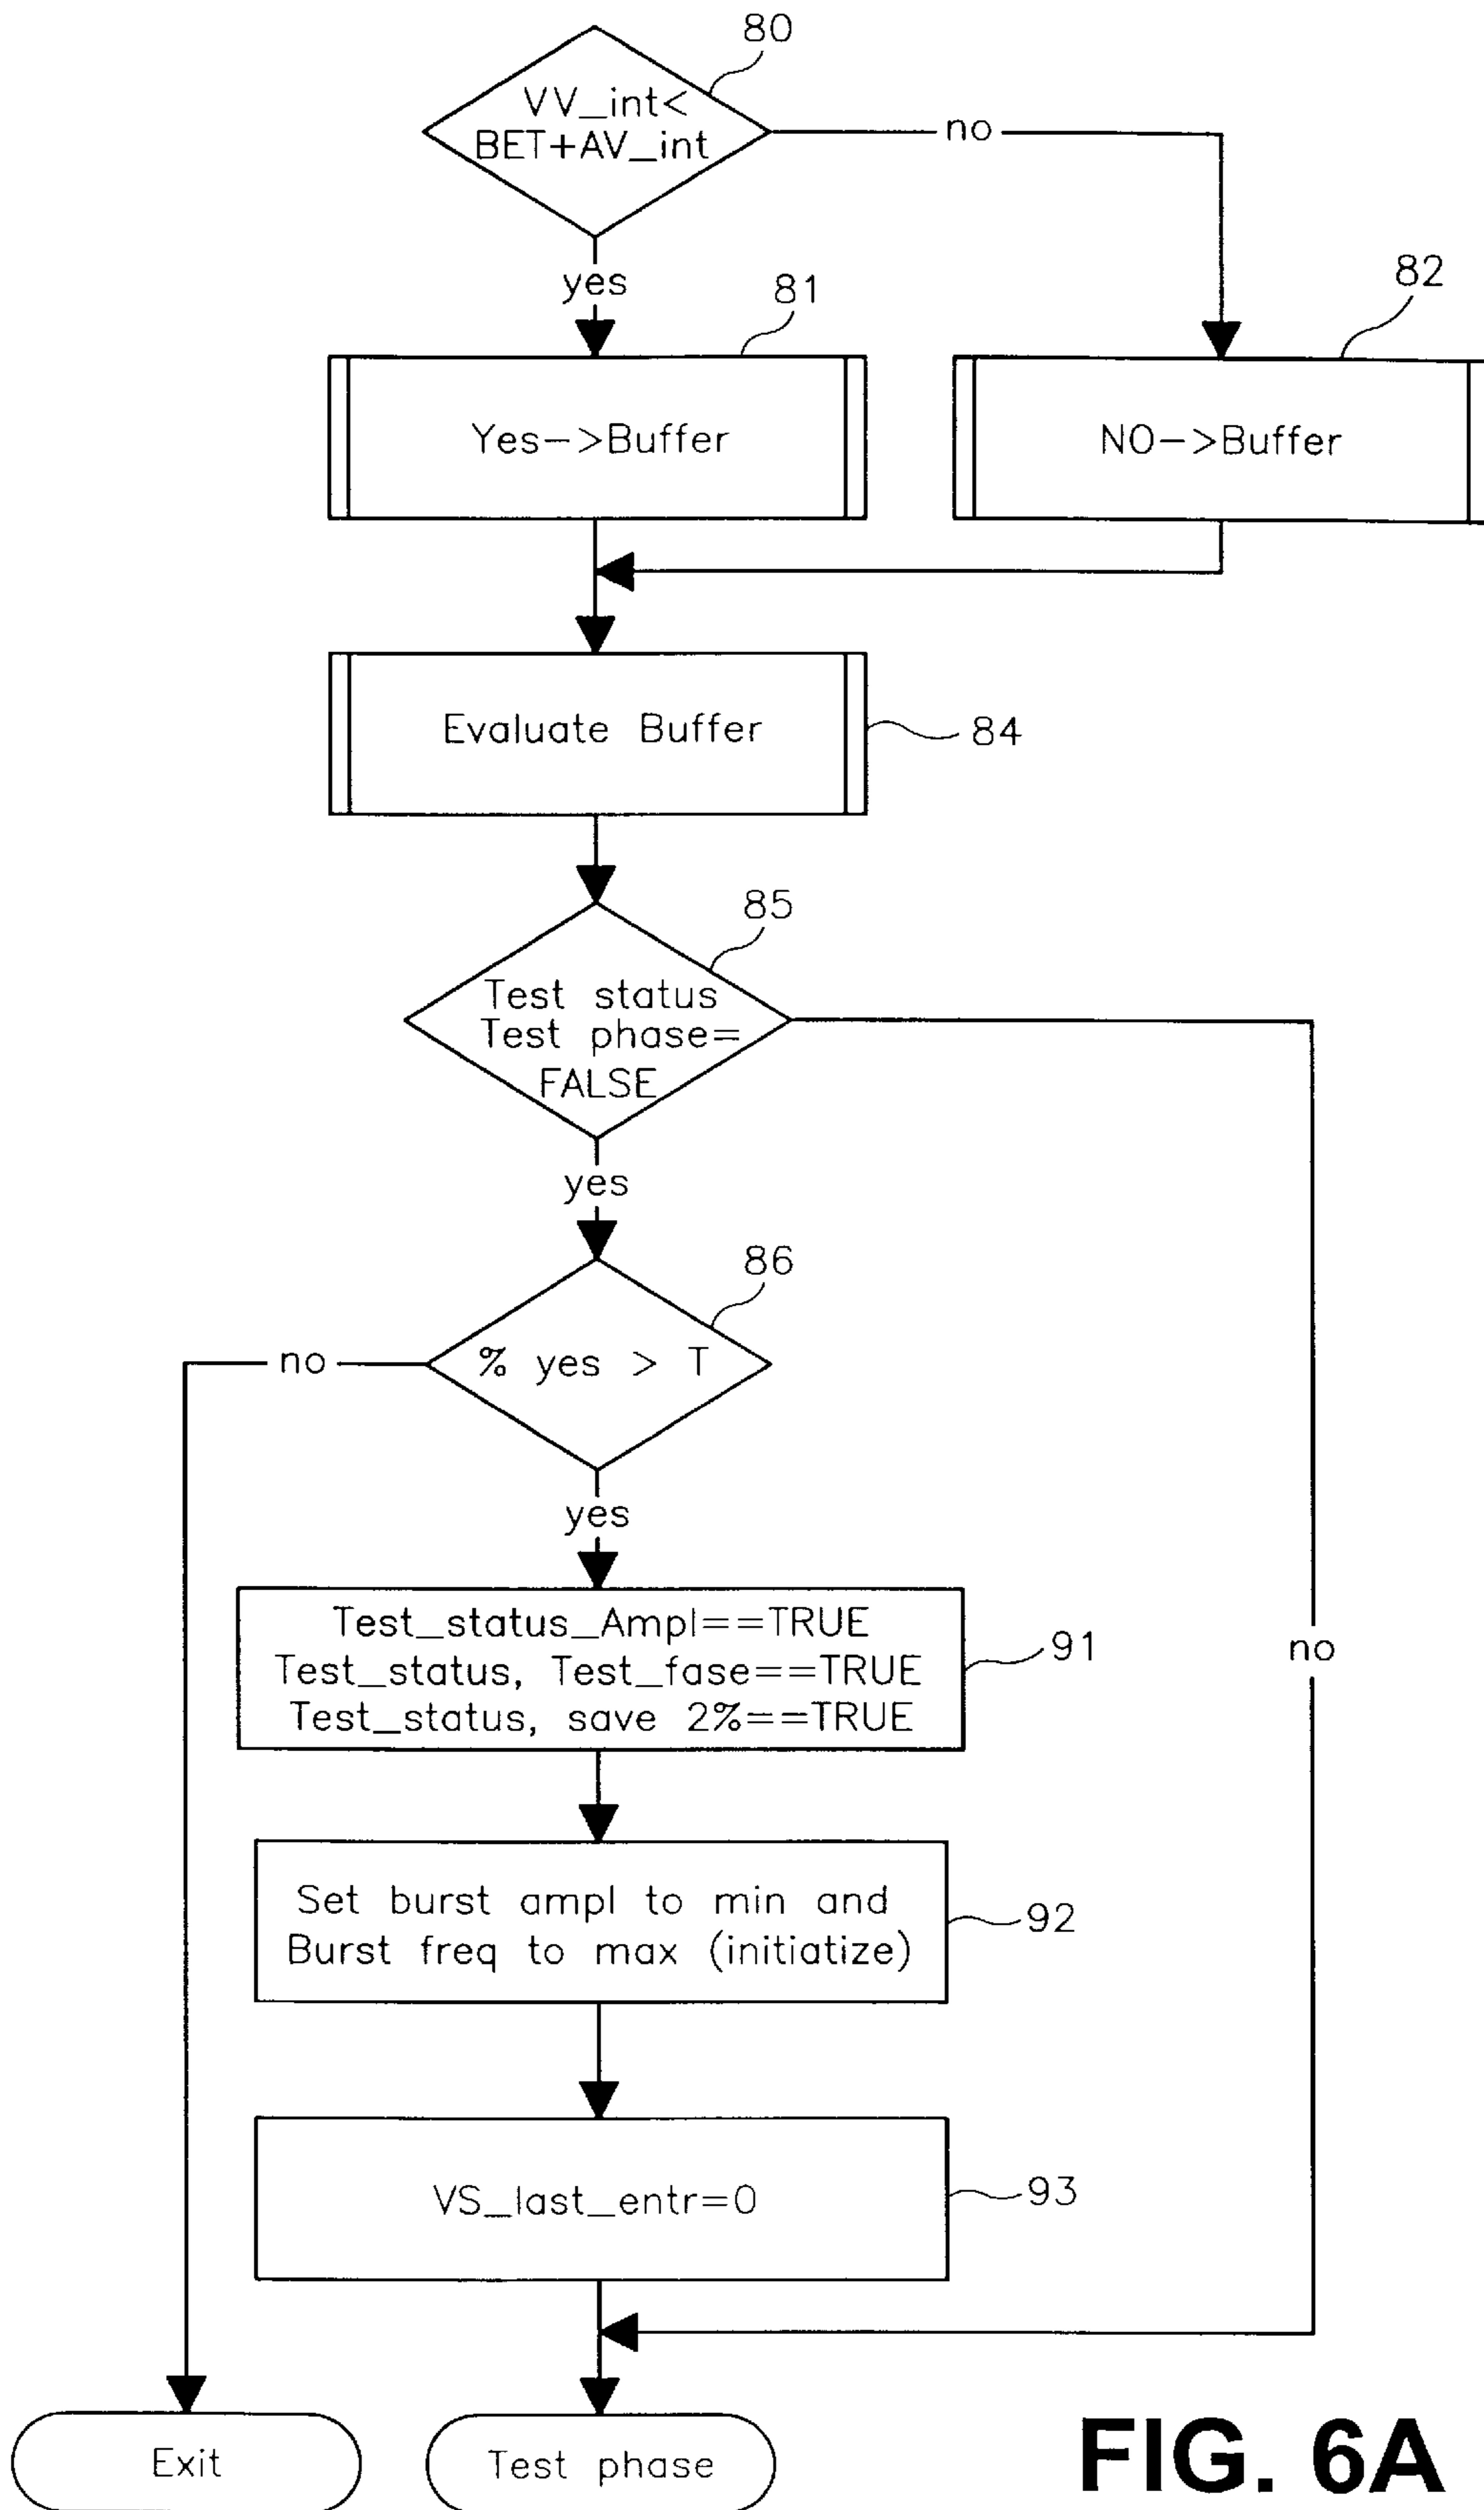 80
VV_int<
BET+AV_int
no
yes
81
82
Yes->Buffer
NO->Buffer
Evaluate Buffer
84
85
Test status
Test phase=
FALSE
yes
86
no
% yes > T
yes
Test_status_Ampl==TRUE
Test_status, Test_fase==TRUE
Test_status, save 2%==TRUE
91
no
Set burst ampl to min and
Burst freq to max (initiatize)
92
VS_last_entr=0
93
Exit
Test phase
FIG. 6A